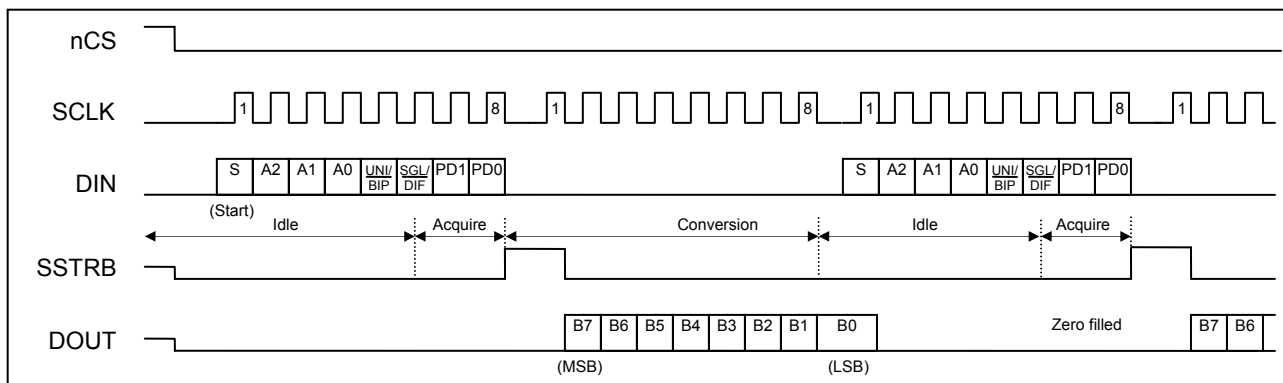 nCS
SCLK 1 8 1 8 1 8 1
DIN S A2 A1 A0 UNI/BIP SGL/DIF PD1 PD0 S A2 A1 A0 UNI/BIP SGL/DIF PD1 PD0
(Start)
Idle Acquire Conversion Idle Acquire
SSTRB
DOUT B7 B6 B5 B4 B3 B2 B1 B0 Zero filled B7 B6
(MSB) (LSB)